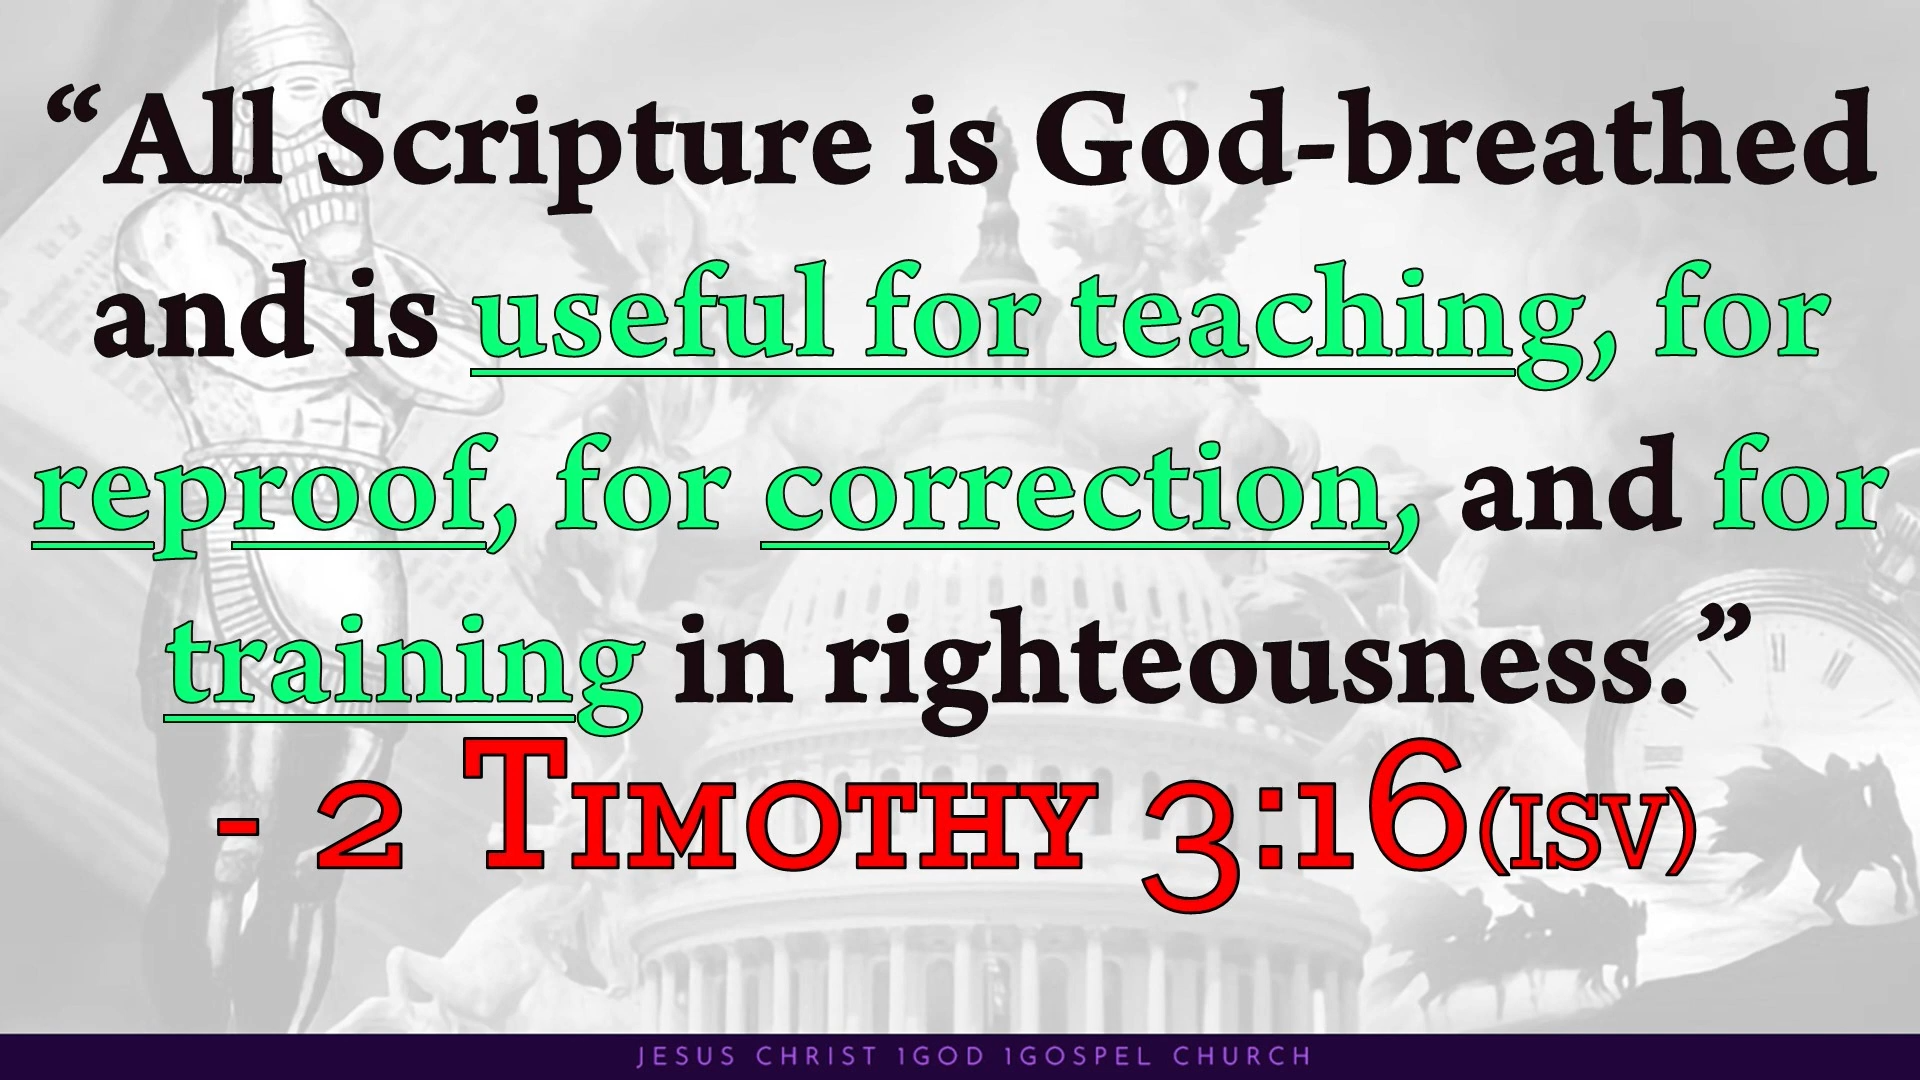 “All Scripture is God-breathed
and is useful for teaching, for
reproof, for correction, and for
training in righteousness.”
- 2 Timothy 3:16(ISV)
JESUS CHRIST 1GOD 1GOSPEL CHURCH